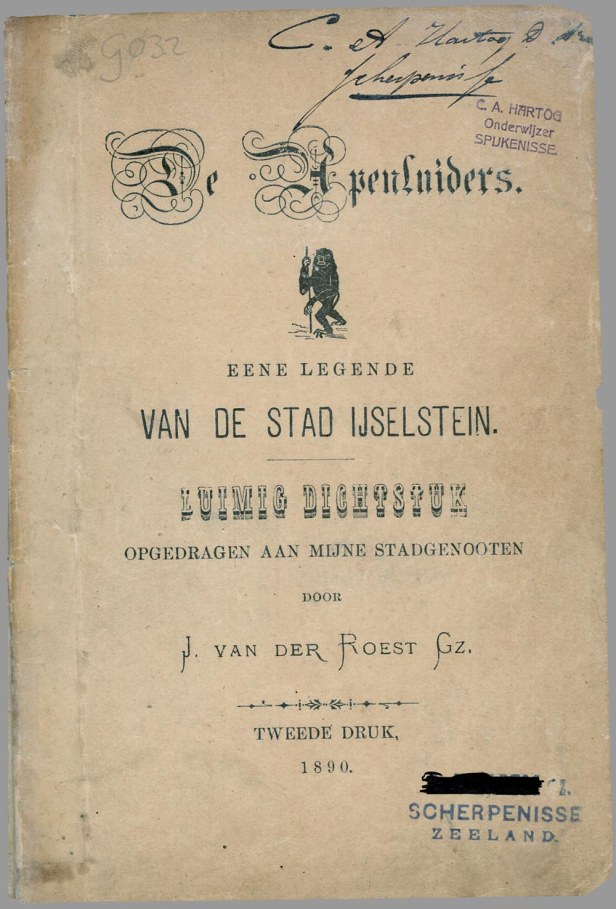 G032
C. A. Hartog D
Scherpenisse
C. A. HARTOG
Onderwijzer
SPIJKENISSE
De Apenluiders.
EENE LEGENDE
VAN DE STAD IJSELSTEIN.
LUIMIG DICHTSTUK
OPGEDRAGEN AAN MIJNE STADGENOOTEN
DOOR
J. VAN DER ROEST GZ.
TWEEDE DRUK,
1890.
SCHERPENISSE
ZEELAND.